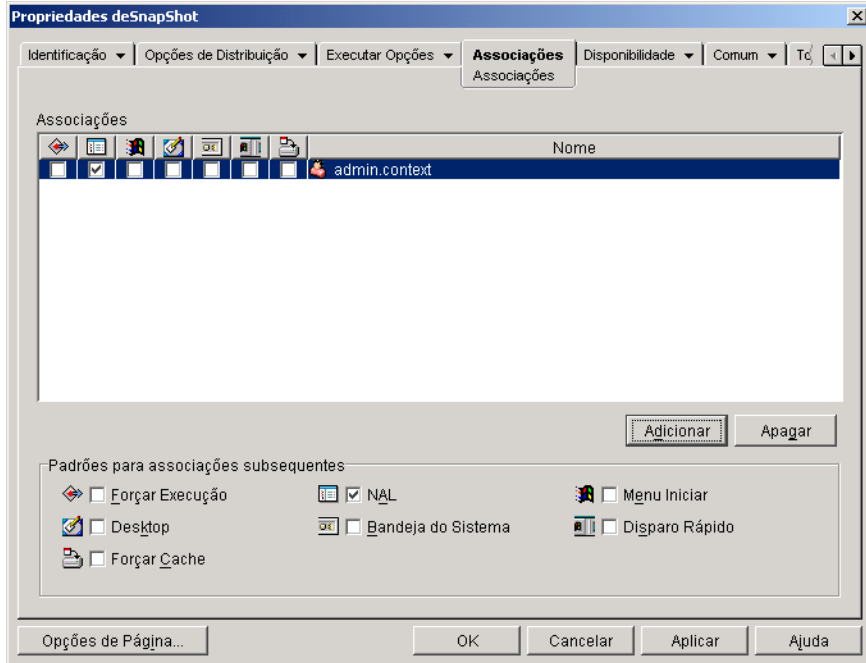 Propriedades deSnapShot
Identificação Opções de Distribuição Executar Opções Associações Disponibilidade Comum
Associações
Associações
Nome
admin.context
Adicionar Apagar
Padrões para associações subsequentes
Forçar Execução NAL Menu Iniciar
Desktop Bandeja do Sistema Disparo Rápido
Forçar Cache
Opções de Página... OK Cancelar Aplicar Ajuda